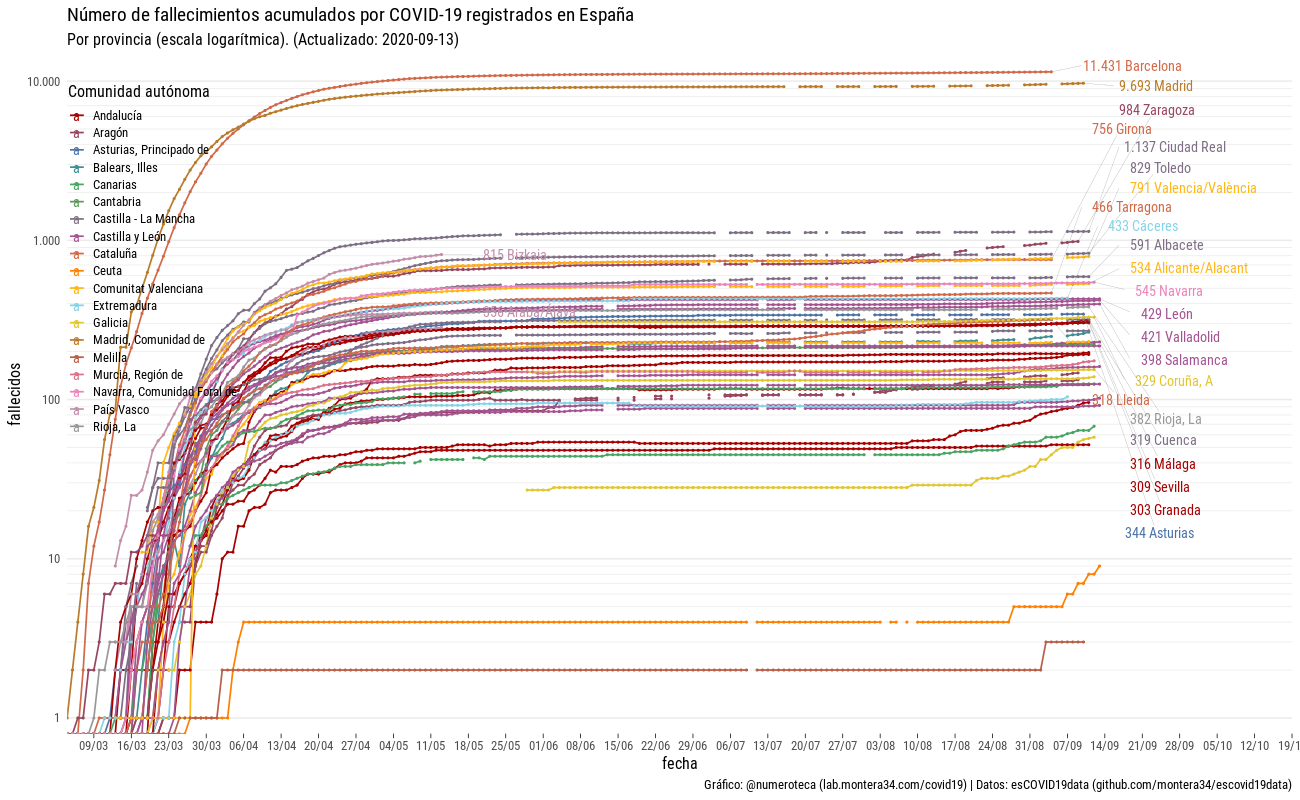 Número de fallecimientos acumulados por COVID-19 registrados en España
Por provincia (escala logarítmica). (Actualizado: 2020-09-13)
fallecidos
10.000
1.000
100
10
1
Comunidad autónoma
Andalucía
Aragón
Asturias, Principado de
Balears, Illes
Canarias
Cantabria
Castilla - La Mancha
Castilla y León
Cataluña
Ceuta
Comunitat Valenciana
Extremadura
Galicia
Madrid, Comunidad de
Melilla
Murcia, Región de
Navarra, Comunidad Foral de
País Vasco
Rioja, La
815 Bizkaia
11.431 Barcelona
9.693 Madrid
984 Zaragoza
756 Girona
1.137 Ciudad Real
829 Toledo
791 Valencia/València
466 Tarragona
433 Cáceres
591 Albacete
534 Alicante/Alacant
545 Navarra
429 León
421 Valladolid
398 Salamanca
329 Coruña, A
318 Lleida
382 Rioja, La
319 Cuenca
316 Málaga
309 Sevilla
303 Granada
344 Asturias
09/03 16/03 23/03 30/03 06/04 13/04 20/04 27/04 04/05 11/05 18/05 25/05 01/06 08/06 15/06 22/06 29/06 06/07 13/07 20/07 27/07 03/08 10/08 17/08 24/08 31/08 07/09 14/09 21/09 28/09 05/10 12/10 19/1
fecha
Gráfico: @numeroteca (lab.montera34.com/covid19) | Datos: esCOVID19data (github.com/montera34/escovid19data)